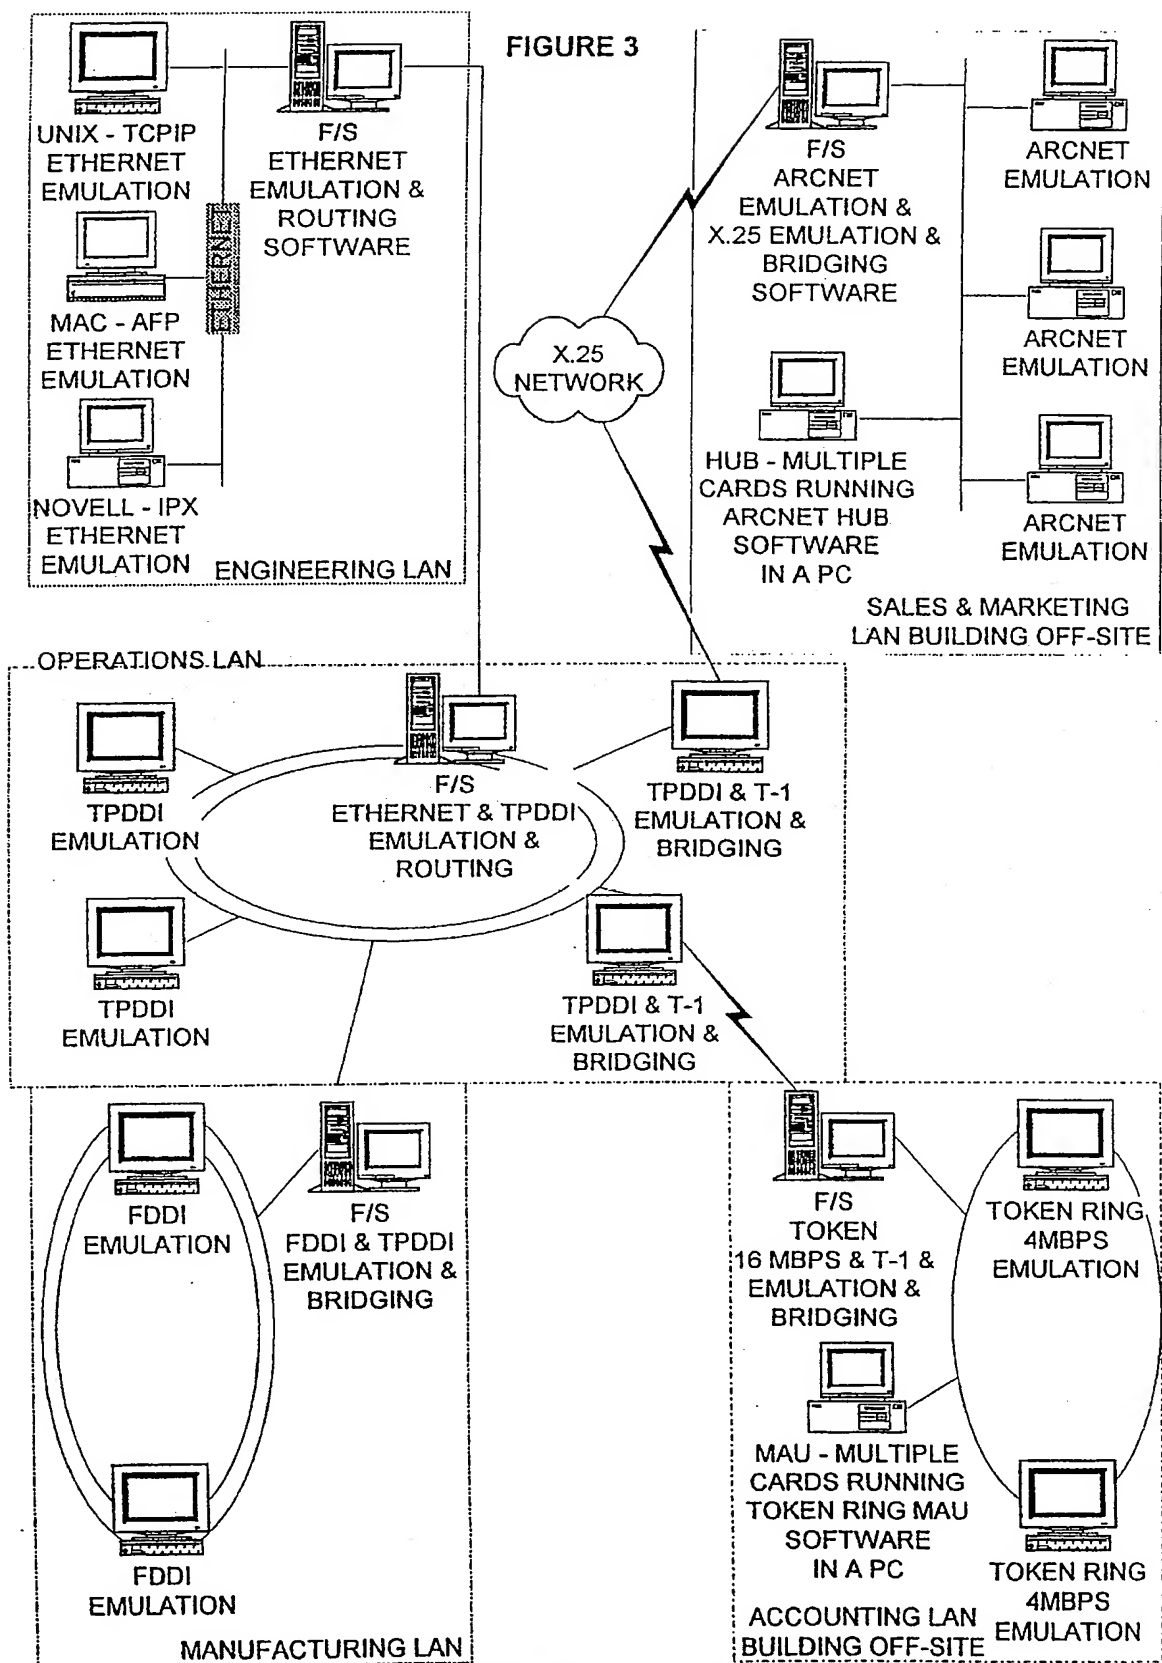 FIGURE 3
UNIX - TCPIP
ETHERNET
EMULATION
F/S
ETHERNET
EMULATION &
ROUTING
SOFTWARE
ETHERNET
MAC - AFP
ETHERNET
EMULATION
NOVELL - IPX
ETHERNET
EMULATION
ENGINEERING LAN
F/S
ARCNET
EMULATION &
X.25 EMULATION &
BRIDGING
SOFTWARE
ARCNET
EMULATION
ARCNET
EMULATION
ARCNET
EMULATION
X.25
NETWORK
HUB - MULTIPLE
CARDS RUNNING
ARCNET HUB
SOFTWARE
IN A PC
SALES & MARKETING
LAN BUILDING OFF-SITE
OPERATIONS LAN
TPDDI
EMULATION
F/S
ETHERNET & TPDDI
EMULATION &
ROUTING
TPDDI & T-1
EMULATION &
BRIDGING
TPDDI
EMULATION
TPDDI & T-1
EMULATION &
BRIDGING
FDDI
EMULATION
F/S
FDDI & TPDDI
EMULATION &
BRIDGING
FDDI
EMULATION
MANUFACTURING LAN
F/S
TOKEN
16 MBPS & T-1 &
EMULATION &
BRIDGING
TOKEN RING
4MBPS
EMULATION
MAU - MULTIPLE
CARDS RUNNING
TOKEN RING MAU
SOFTWARE
IN A PC
TOKEN RING
4MBPS
EMULATION
ACCOUNTING LAN
BUILDING OFF-SITE